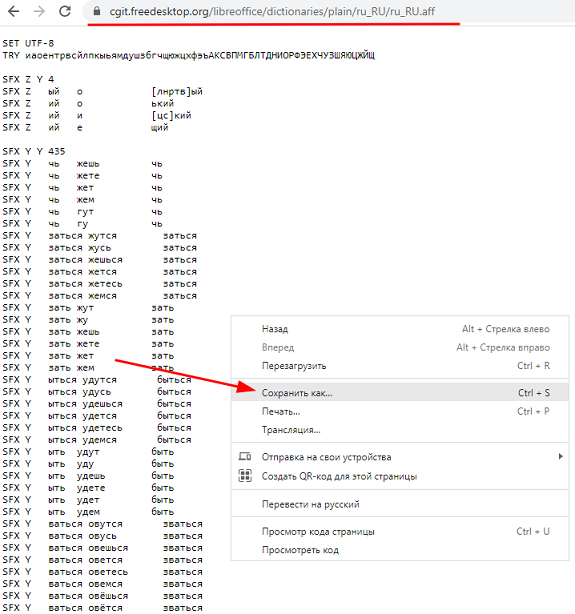 cgit.freedesktop.org/libreoffice/dictionaries/plain/ru_RU/ru_RU.aff
SET UTF-8
TRY иаоентрвсйлпкыьямдушзбгчщюжцхфэъАКСВПМГБЛТДНИОРФЭЕХЧУЗШЯЮЦЖЙЩ
SFX Z Y 4
SFX Z ый о [лнртв]ый
SFX Z ий о ький
SFX Z ий и [цс]кий
SFX Z ий е щий
SFX Y Y 435
SFX Y чь жешь чь
SFX Y чь жете чь
SFX Y чь жет чь
SFX Y чь жем чь
SFX Y чь гут чь
SFX Y чь гу чь
SFX Y заться жутся заться
SFX Y заться жусь заться
SFX Y заться жешься заться
SFX Y заться жется заться
SFX Y заться жетесь заться
SFX Y заться жемся заться
SFX Y зать жут зать
SFX Y зать жу зать
SFX Y зать жешь зать
SFX Y зать жете зать
SFX Y зать жет зать
SFX Y зать жем зать
SFX Y ыться удутся быться
SFX Y ыться удусь быться
SFX Y ыться удешься быться
SFX Y ыться удется быться
SFX Y ыться удетесь быться
SFX Y ыться удемся быться
SFX Y ыть удут быть
SFX Y ыть уду быть
SFX Y ыть удешь быть
SFX Y ыть удете быть
SFX Y ыть удет быть
SFX Y ыть удем быть
SFX Y ваться овутся зваться
SFX Y ваться овусь зваться
SFX Y ваться овешься зваться
SFX Y ваться овется зваться
SFX Y ваться оветесь зваться
SFX Y ваться овемся зваться
SFX Y ваться овёшься зваться
SFX Y ваться овётся зваться
Назад Alt + Стрелка влево
Вперед Alt + Стрелка вправо
Перезагрузить Ctrl + R
Сохранить как... Ctrl + S
Печать... Ctrl + P
Трансляция...
Отправка на свои устройства
Создать QR-код для этой страницы
Перевести на русский
Просмотр кода страницы Ctrl + U
Просмотреть код